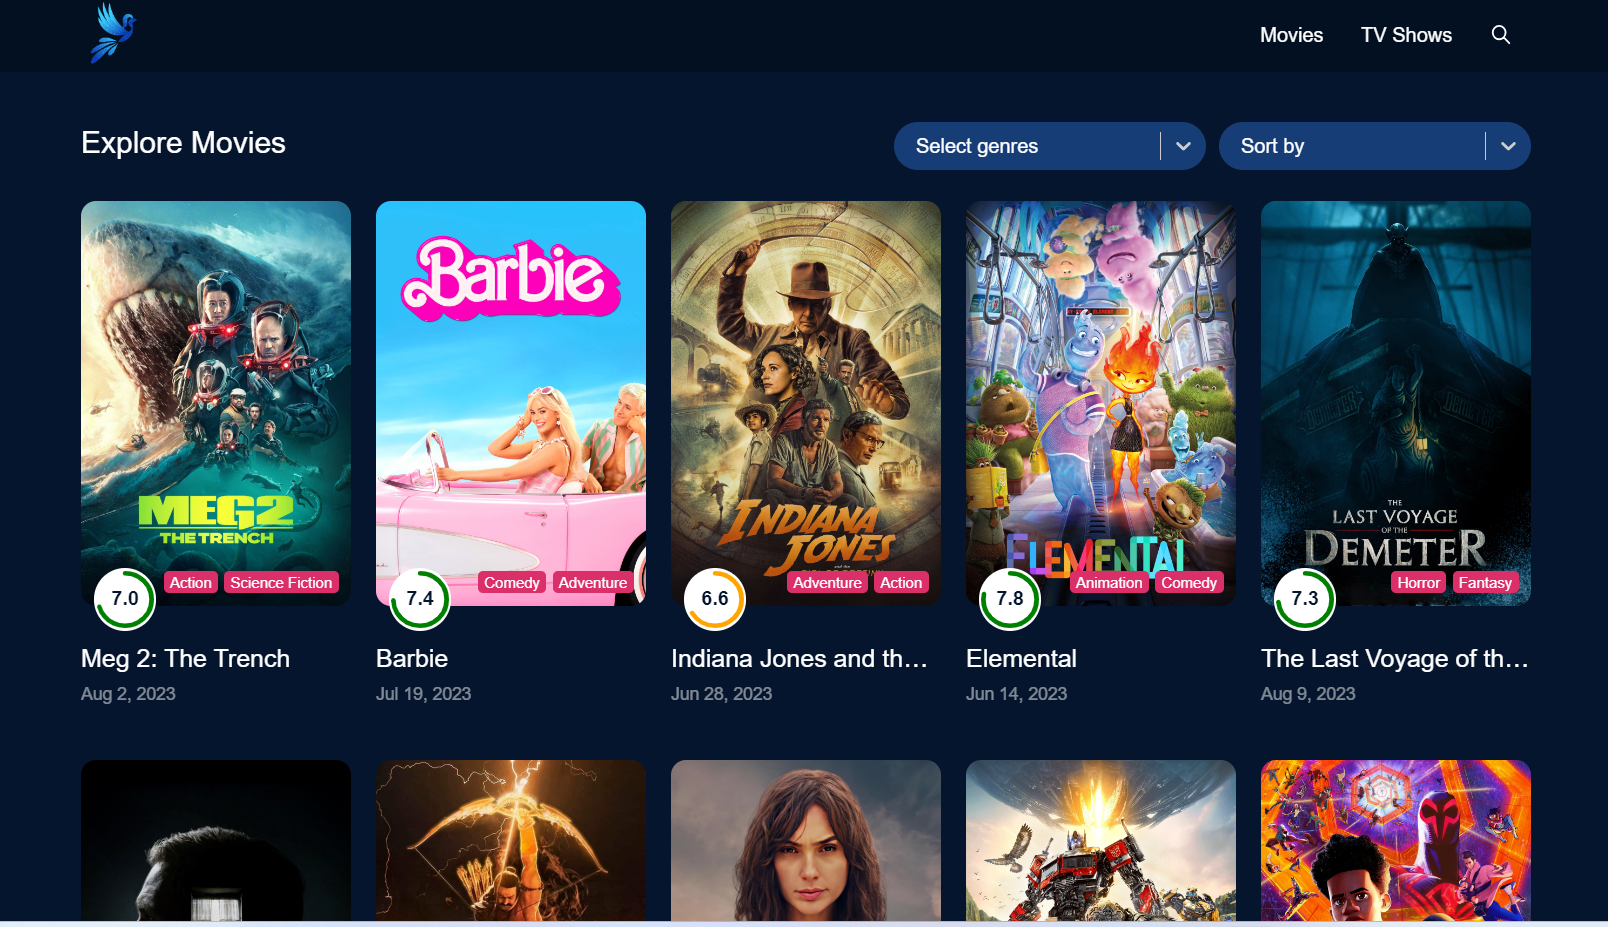 Movies
TV Shows
Explore Movies
Select genres
Sort by
MEG 2
THE TRENCH
Action
Science Fiction
7.0
Meg 2: The Trench
Aug 2, 2023
Barbie
Comedy
Adventure
7.4
Barbie
Jul 19, 2023
INDIANA
JONES
Adventure
Action
6.6
Indiana Jones and th...
Jun 28, 2023
ELEMENTAL
Animation
Comedy
7.8
Elemental
Jun 14, 2023
DEMETER
THE
LAST VOYAGE
OF THE
DEMETER
Horror
Fantasy
7.3
The Last Voyage of th...
Aug 9, 2023